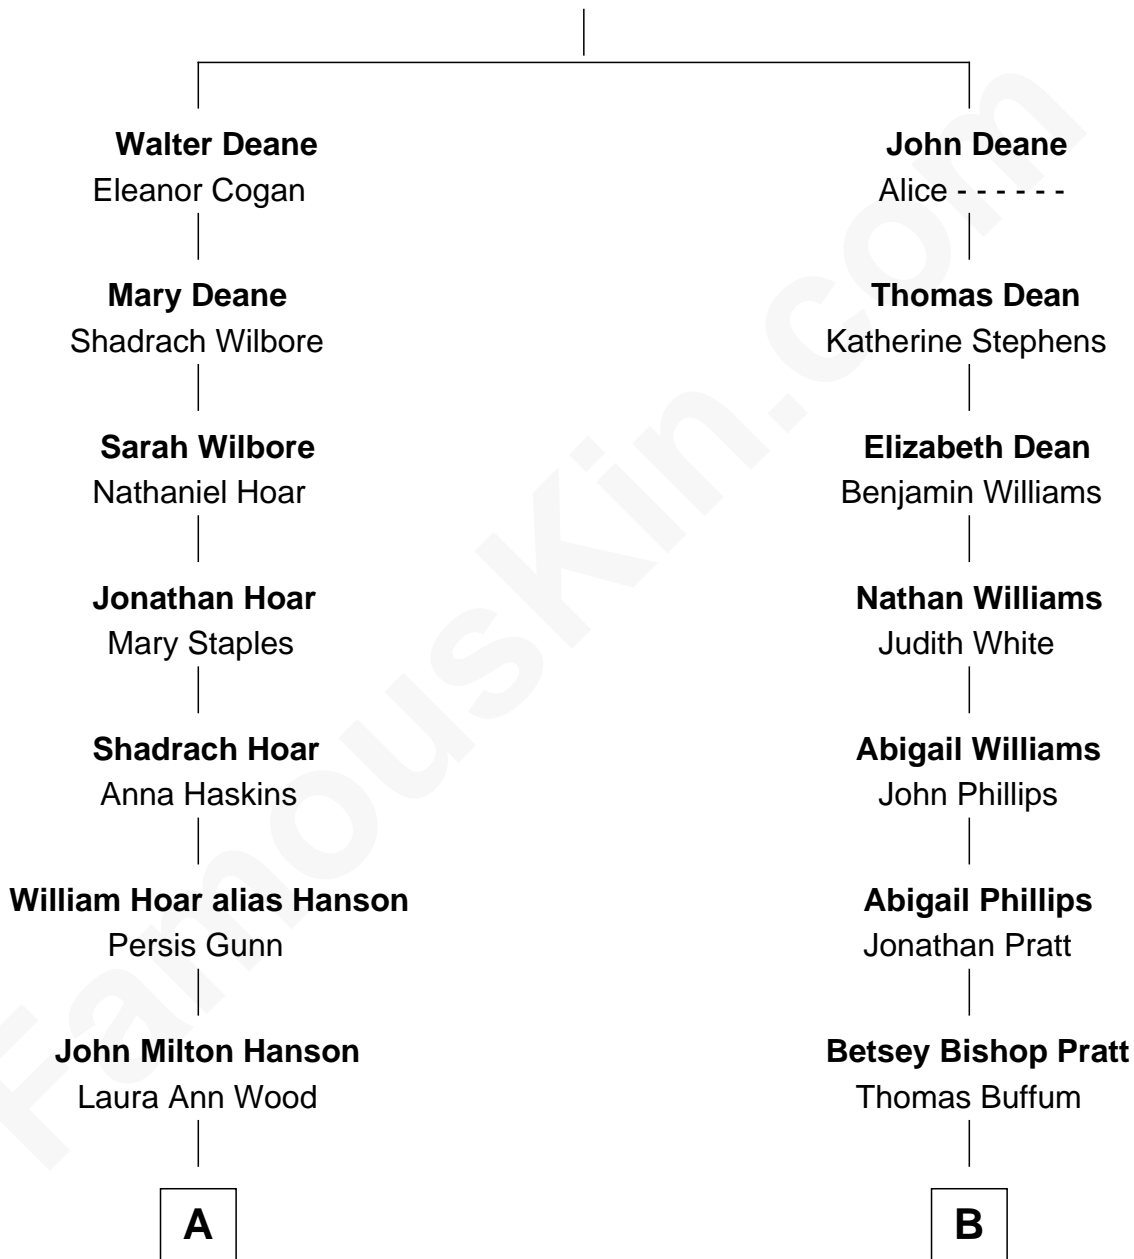 Walter Deane
Eleanor Cogan
Mary Deane
Shadrach Wilbore
Sarah Wilbore
Nathaniel Hoar
Jonathan Hoar
Mary Staples
Shadrach Hoar
Anna Haskins
William Hoar alias Hanson
Persis Gunn
John Milton Hanson
Laura Ann Wood
A
John Deane
Alice - - - - - -
Thomas Dean
Katherine Stephens
Elizabeth Dean
Benjamin Williams
Nathan Williams
Judith White
Abigail Williams
John Phillips
Abigail Phillips
Jonathan Pratt
Betsey Bishop Pratt
Thomas Buffum
B
FamousKin.com